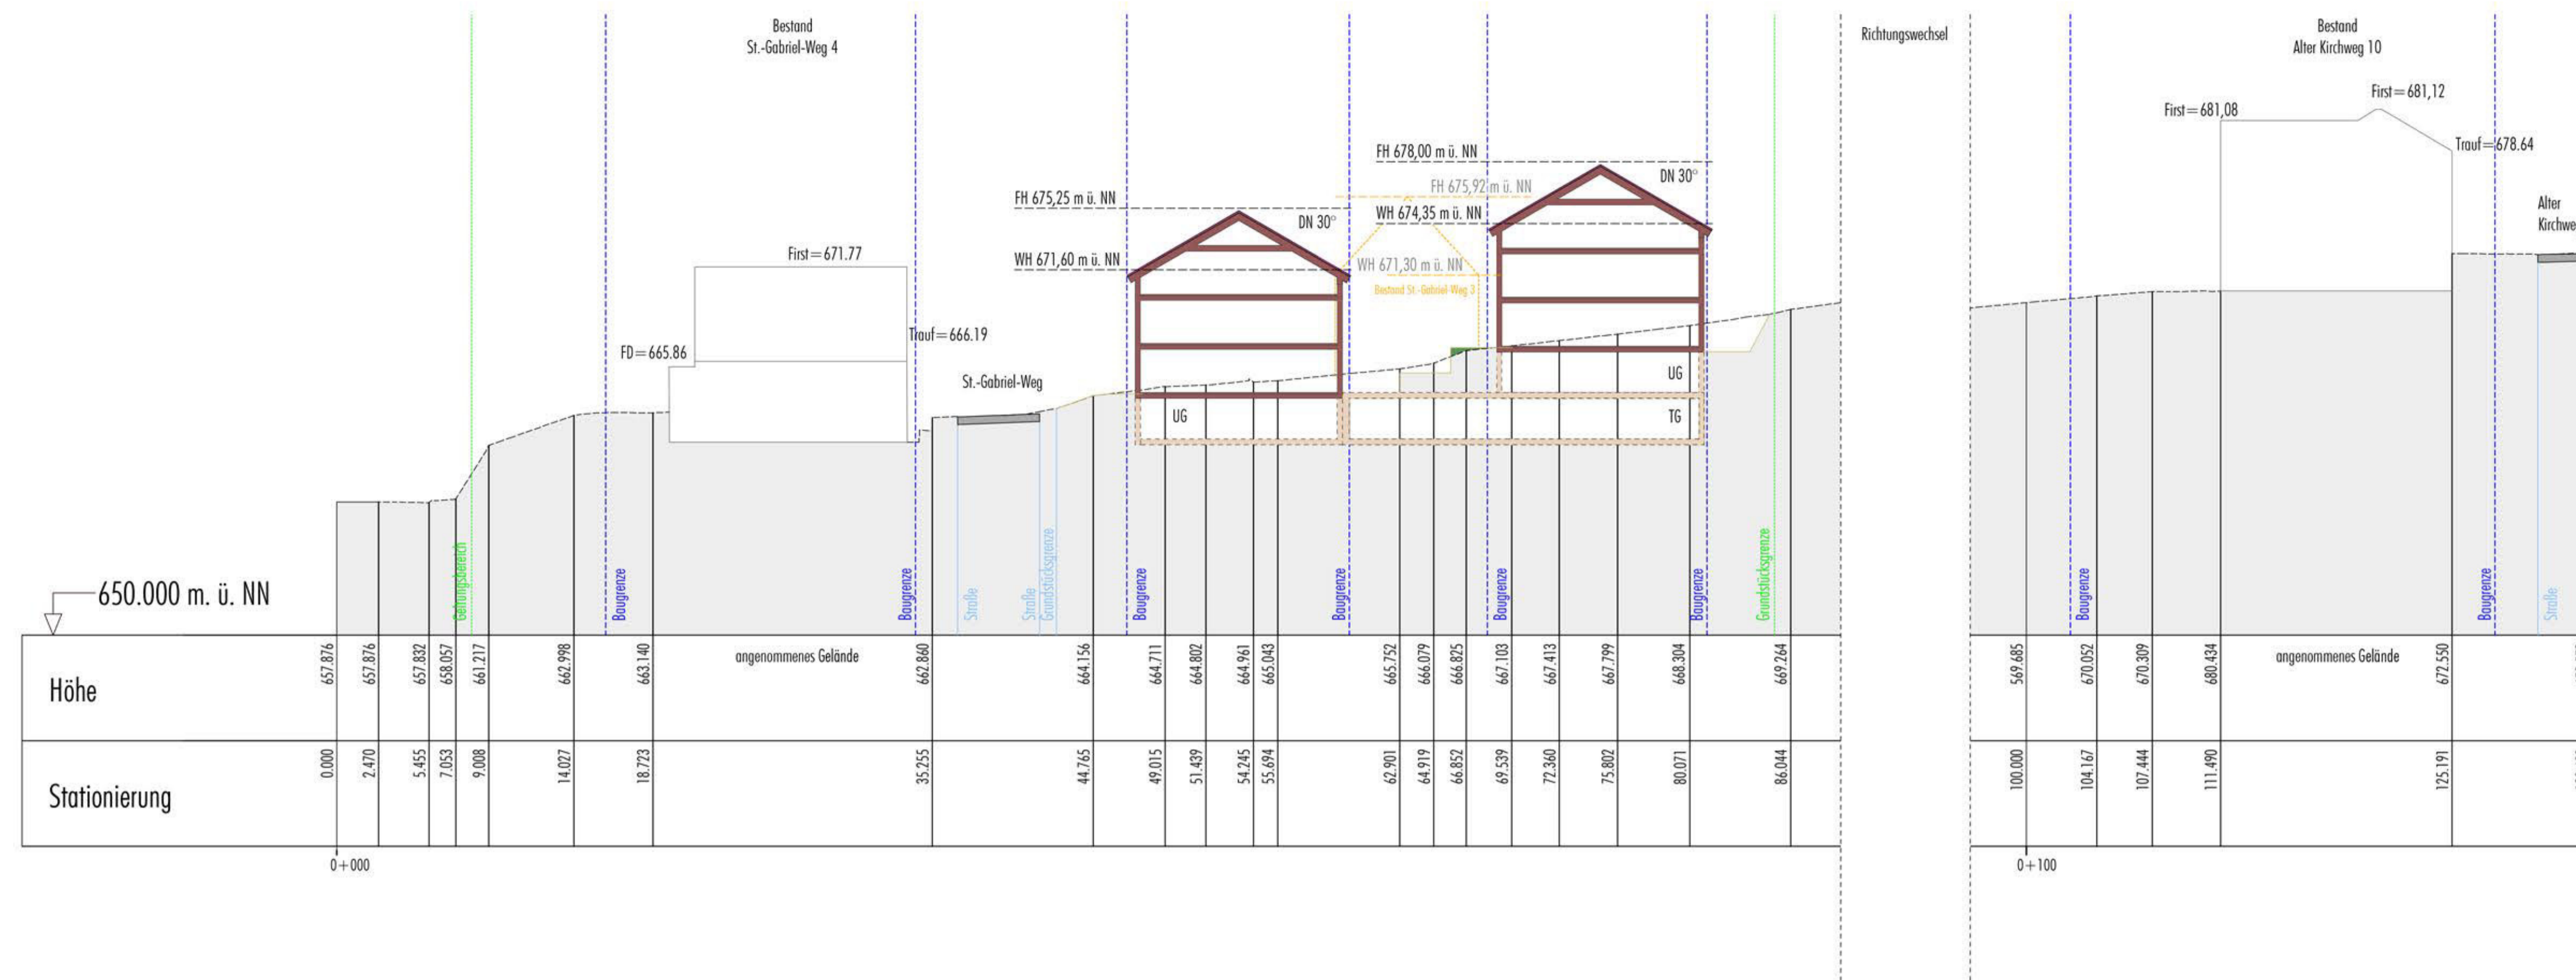 Bestand
St.-Gabriel-Weg 4
Richtungswechsel
Bestand
Alter Kirchweg 10
First=681,12
First=681,08
Trauf=678.64
FH 678,00 m ü. NN
DN 30°
FH 675,92 m ü. NN
FH 675,25 m ü. NN
WH 674,35 m ü. NN
DN 30°
Alter
First=671.77
WH 671,60 m ü. NN
WH 671,30 m ü. NN
Bestand St.-Gabriel-Weg 3
Trauf=666.19
FD=665.86
St.-Gabriel-Weg
UG
UG
TG
650.000 m. ü. NN
Geltungsbereich
Baugrenze
Baugrenze
Straße
Straße
Grundstücksgrenze
Baugrenze
Baugrenze
Baugrenze
Baugrenze
Grundstücksgrenze
Baugrenze
Baugrenze
Straße
Höhe
657.876
657.876
657.832
658.057
661.217
662.998
663.140
angenommenes Gelände
662.860
664.156
664.711
664.802
664.961
665.043
665.752
666.079
666.825
667.103
667.413
667.799
668.304
669.264
569.685
670.052
670.309
680.434
angenommenes Gelände
672.550
Stationierung
0.000
2.470
5.455
7.053
9.008
14.027
18.723
35.255
44.765
49.015
51.439
54.245
55.694
62.901
64.919
66.852
69.539
72.360
75.802
80.071
86.044
100.000
104.167
107.444
111.490
125.191
0+000
0+100